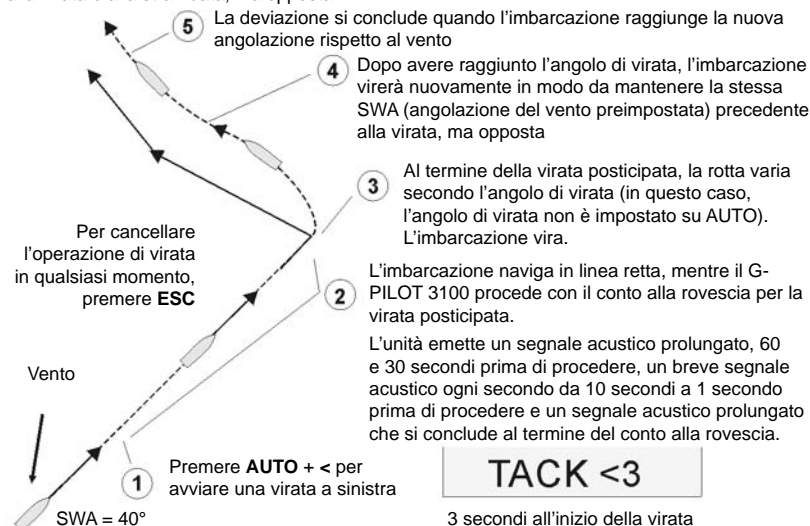 5
La deviazione si conclude quando l'imbarcazione raggiunge la nuova
angolazione rispetto al vento
4
Dopo avere raggiunto l'angolo di virata, l'imbarcazione
virerà nuovamente in modo da mantenere la stessa
SWA (angolazione del vento preimpostata) precedente
alla virata, ma opposta
3
Al termine della virata posticipata, la rotta varia
secondo l'angolo di virata (in questo caso,
l'angolo di virata non è impostato su AUTO).
L'imbarcazione vira.
Per cancellare
l'operazione di virata
in qualsiasi momento,
premere ESC
2
L'imbarcazione naviga in linea retta, mentre il G-
PILOT 3100 procede con il conto alla rovescia per la
virata posticipata.
L'unità emette un segnale acustico prolungato, 60
e 30 secondi prima di procedere, un breve segnale
acustico ogni secondo da 10 secondi a 1 secondo
prima di procedere e un segnale acustico prolungato
che si conclude al termine del conto alla rovescia.
Vento
1
Premere AUTO + < per
avviare una virata a sinistra
TACK <3
SWA = 40°
3 secondi all'inizio della virata